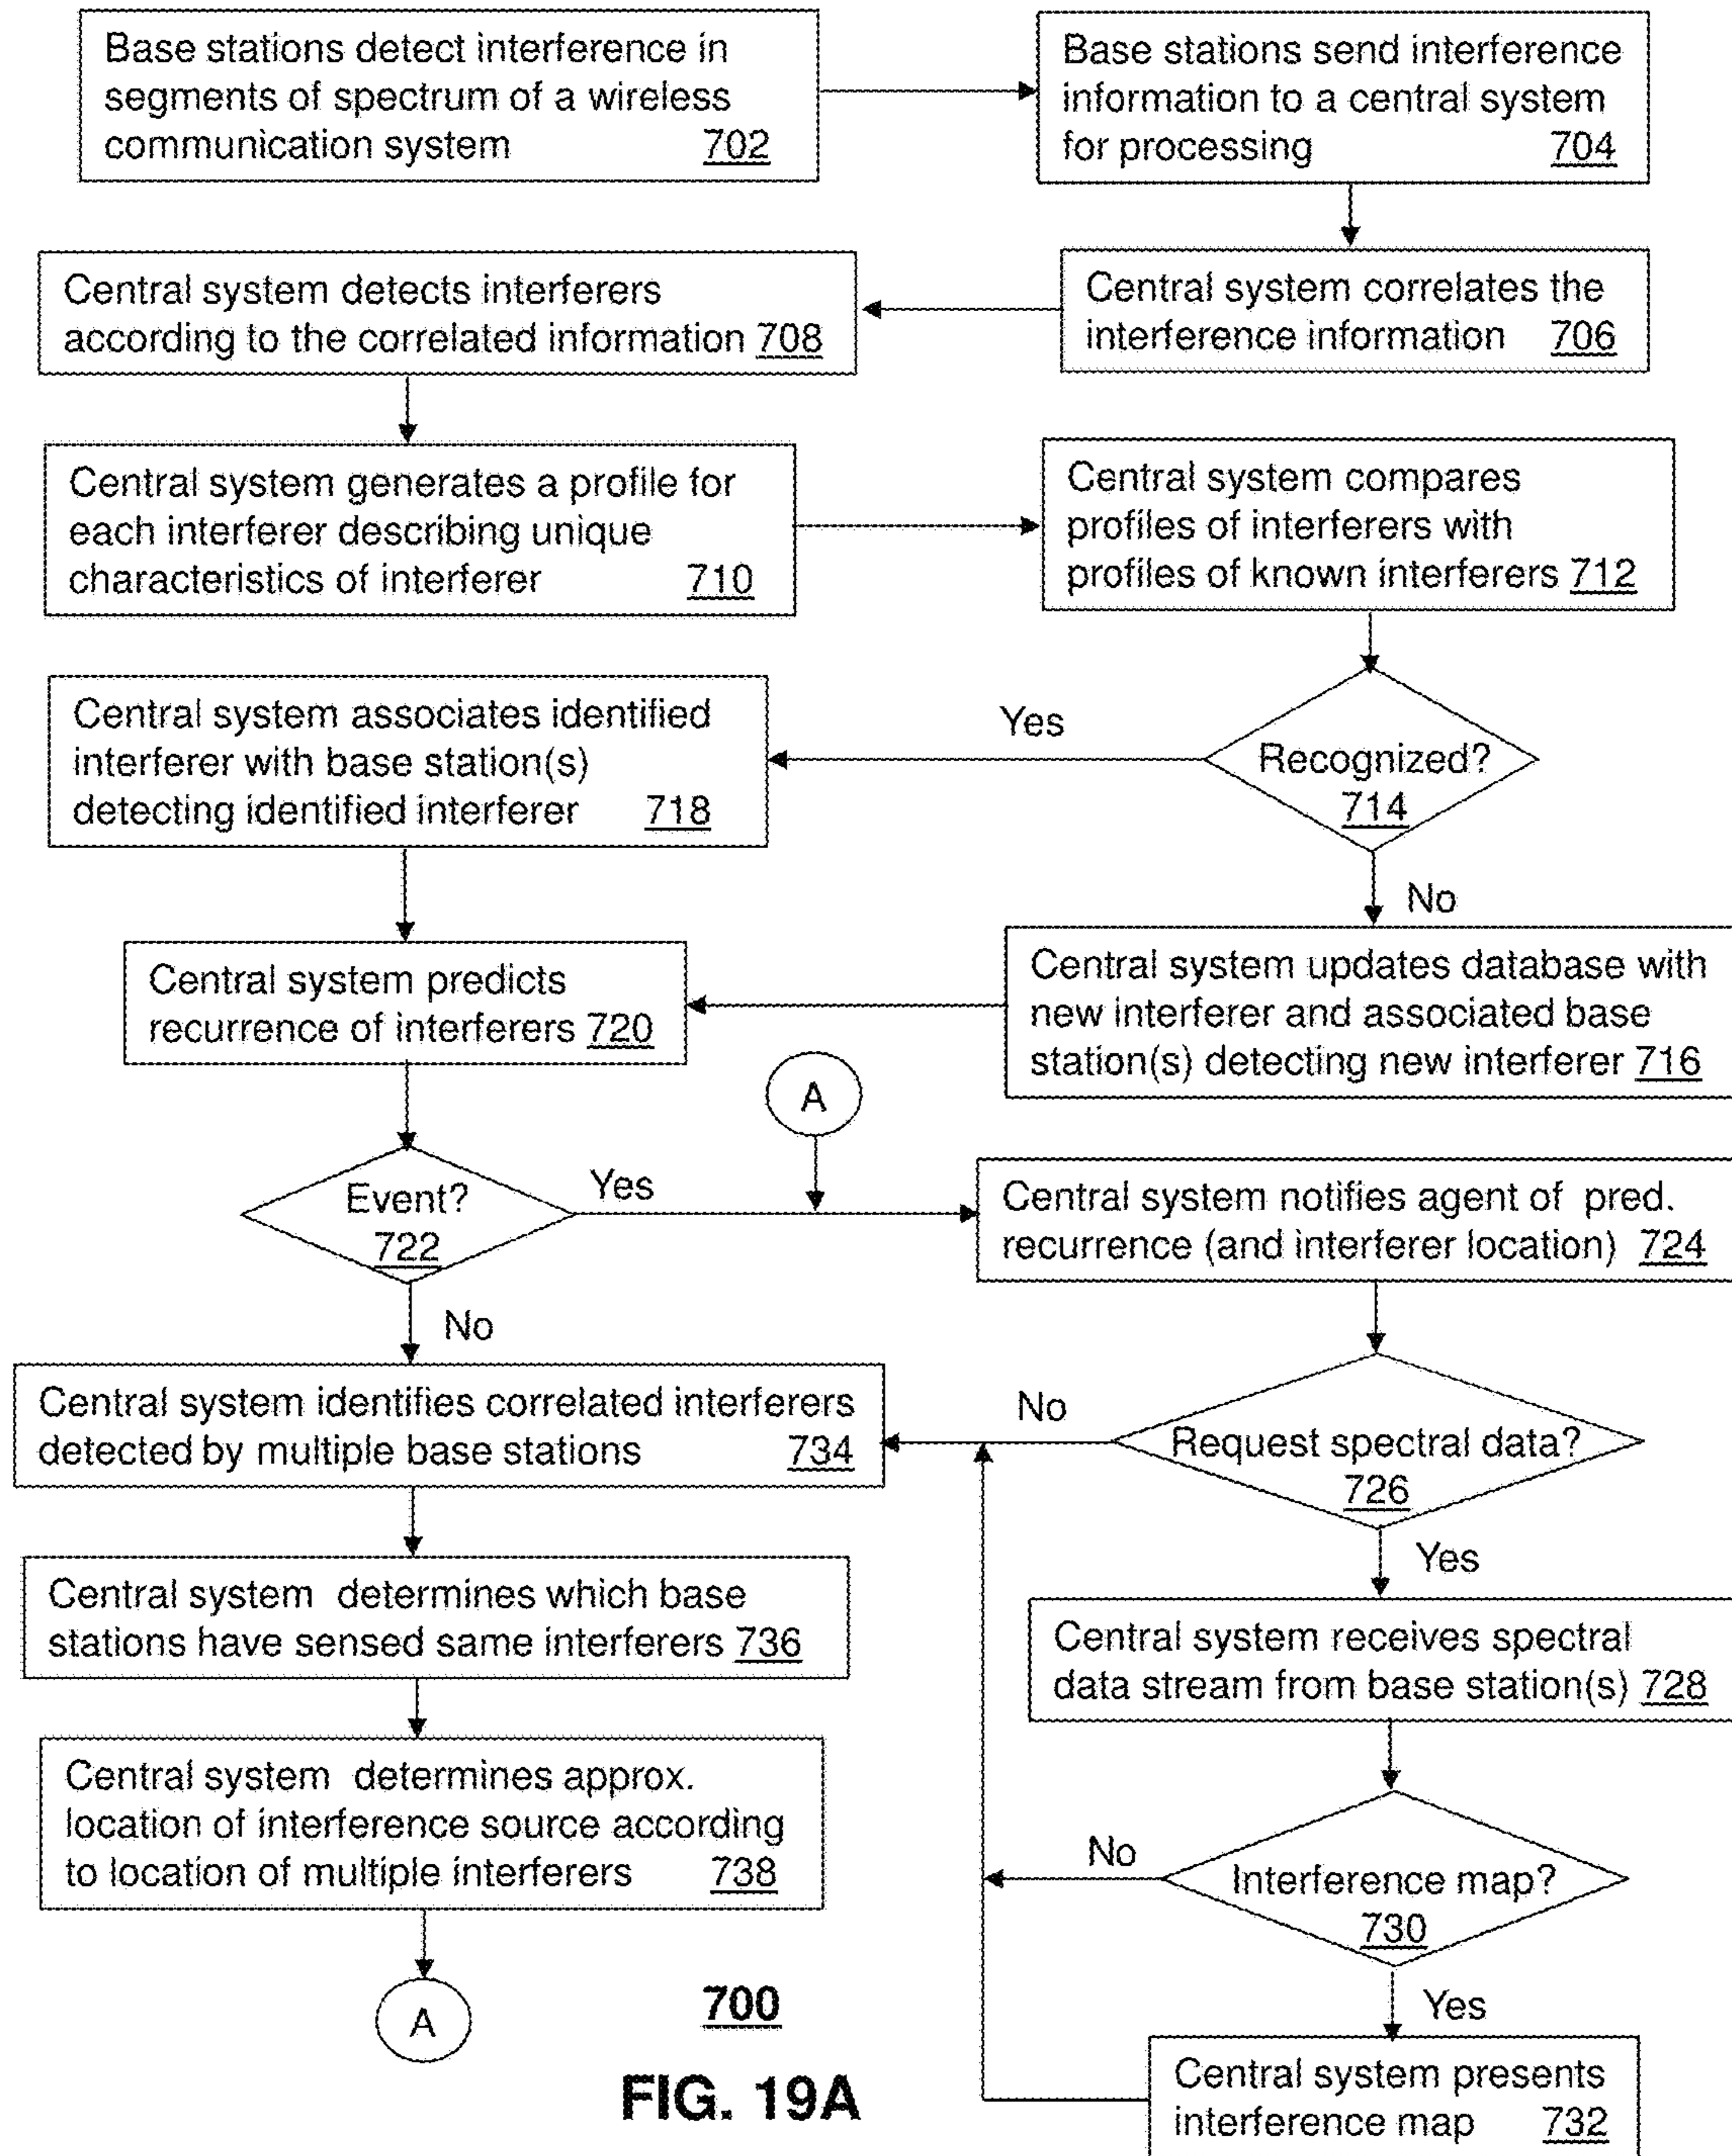 Base stations detect interference in
segments of spectrum of a wireless
communication system 702
Base stations send interference
information to a central system
for processing 704
Central system correlates the
interference information 706
Central system detects interferers
according to the correlated information 708
Central system generates a profile for
each interferer describing unique
characteristics of interferer 710
Central system compares
profiles of interferers with
profiles of known interferers 712
Recognized?
714
Yes
No
Central system associates identified
interferer with base station(s)
detecting identified interferer 718
Central system updates database with
new interferer and associated base
station(s) detecting new interferer 716
Central system predicts
recurrence of interferers 720
A
Event?
722
Yes
No
Central system notifies agent of pred.
recurrence (and interferer location) 724
Request spectral data?
726
No
Yes
Central system identifies correlated interferers
detected by multiple base stations 734
Central system determines which base
stations have sensed same interferers 736
Central system receives spectral
data stream from base station(s) 728
Central system determines approx.
location of interference source according
to location of multiple interferers 738
Interference map?
730
No
Yes
A
Central system presents
interference map 732
700
FIG. 19A